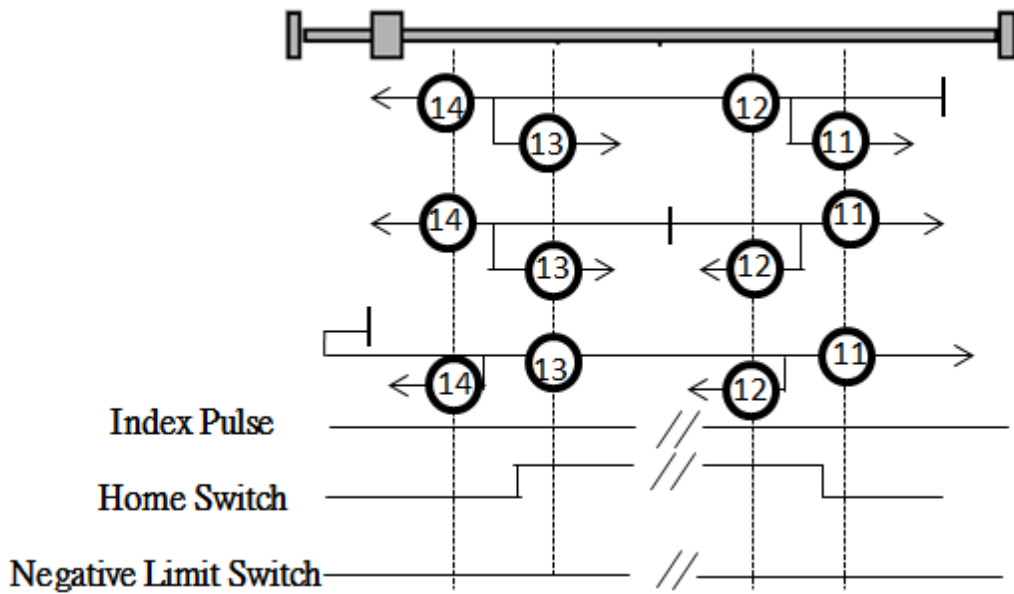 14 12
13 11
14 11
13 12
13 11
14 12
Index Pulse
Home Switch
Negative Limit Switch